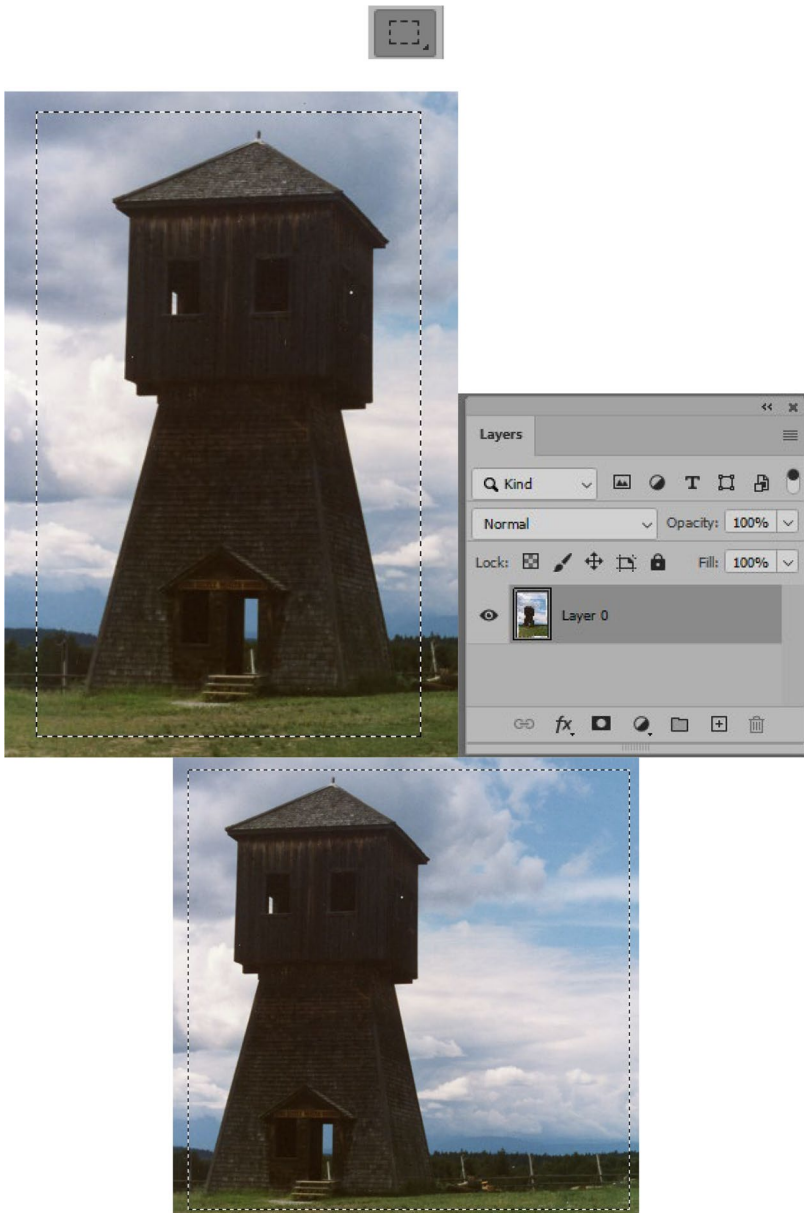 Layers
Kind
T
Normal
Opacity: 100%
Lock:
Fill: 100%
Layer 0
fx